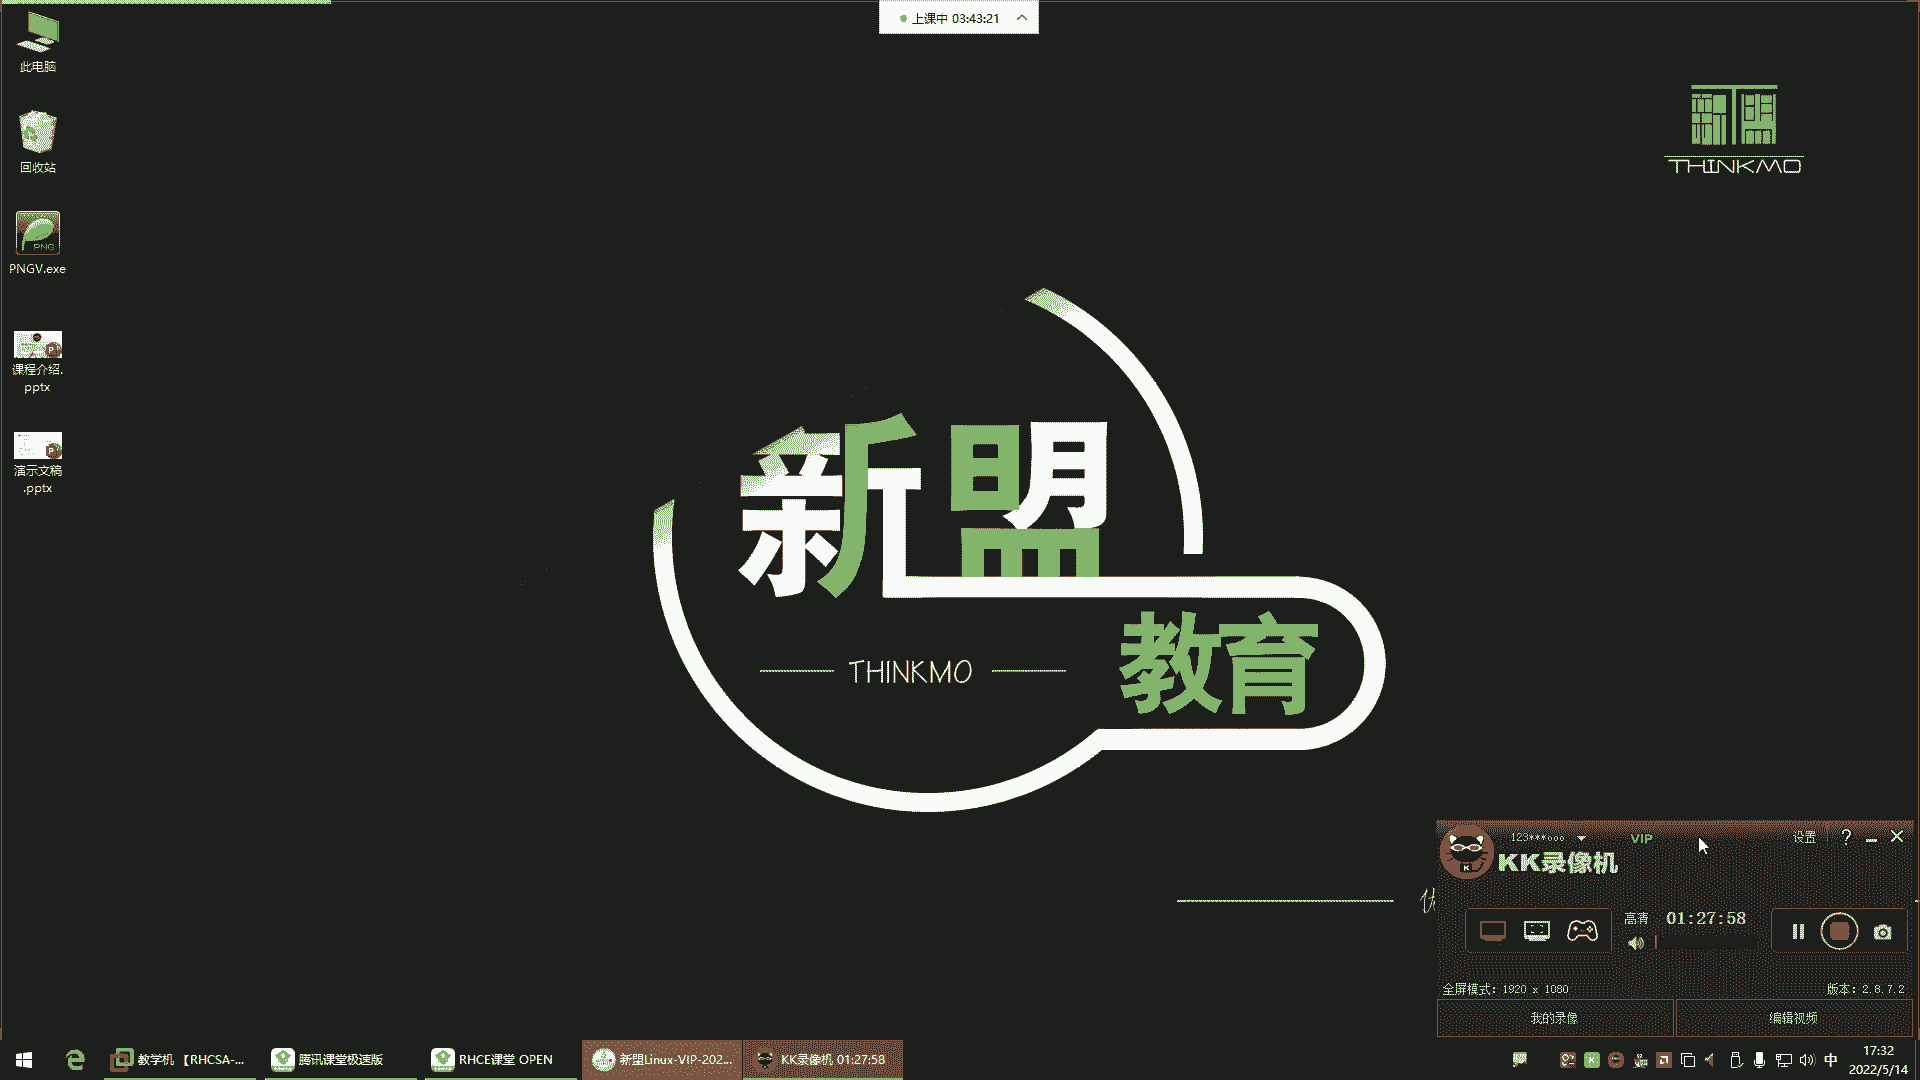 上课中 03:43:21
此电脑
回收站
PNG
PNGV.exe
课程介绍.
pptx
演示文稿
.pptx
新盟
THINKMO
新盟
THINKMO
教育
123***ooo
VIP
设置
KK录像机
高清
01:27:58
全屏模式: 1920 x 1080
版本: 2.8.7.2
我的录像
编辑视频
教学机 【RHCSA-...
腾讯课堂极速版
RHCE课堂 OPEN
新盟Linux-VIP-202...
KK录像机 01:27:58
中
17:32
2022/5/14